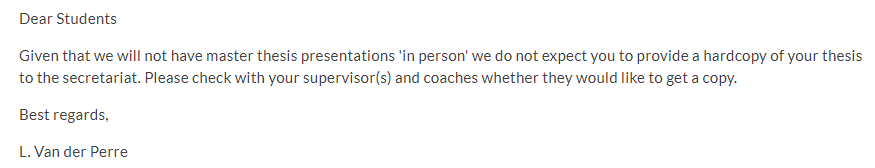 Dear Students
Given that we will not have master thesis presentations 'in person' we do not expect you to provide a hardcopy of your thesis
to the secretariat. Please check with your supervisor(s) and coaches whether they would like to get a copy.
Best regards,
L. Van der Perre